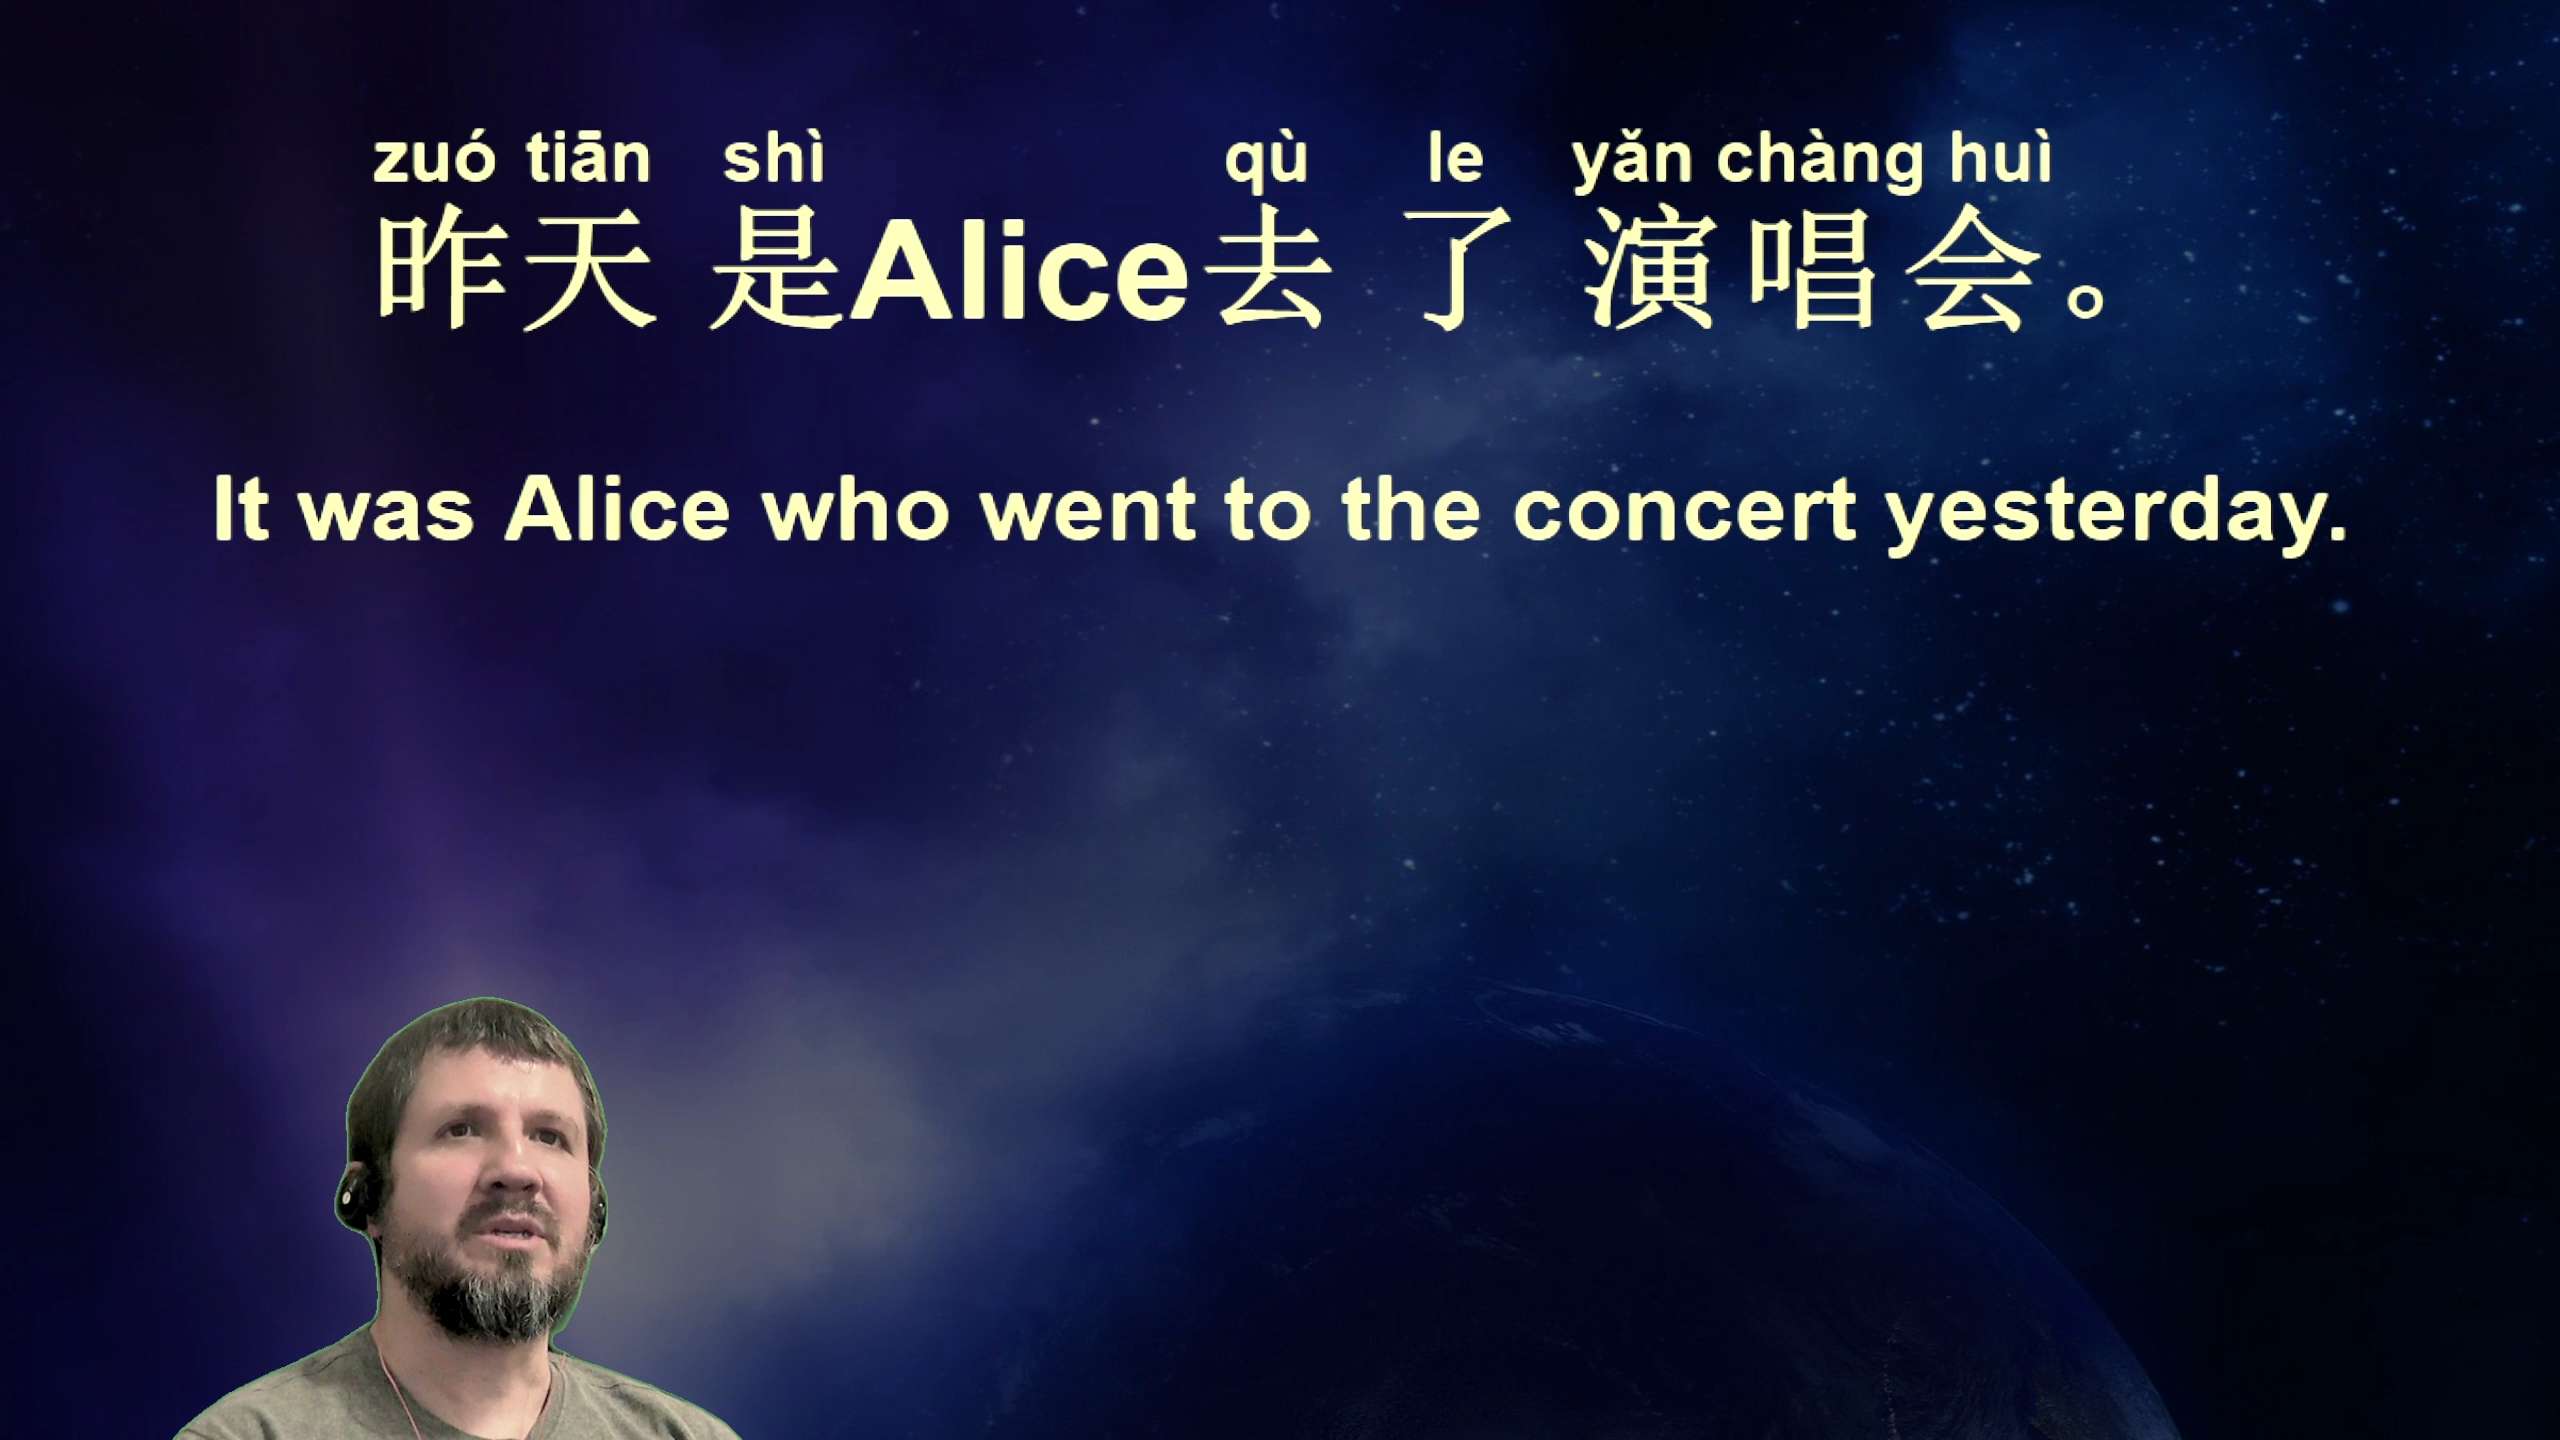 zuó tiān shì qù le yǎn chàng huì
昨天 是Alice去 了 演唱会。
It was Alice who went to the concert yesterday.